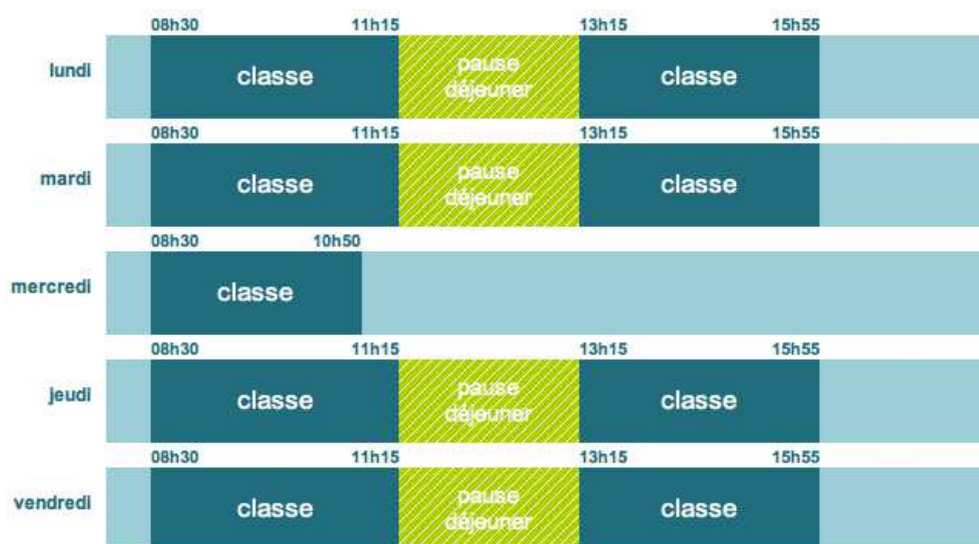 08h30 11h15 13h15 15h55
lundi classe pause déjeuner classe
08h30 11h15 13h15 15h55
mardi classe pause déjeuner classe
08h30 10h50
mercredi classe
08h30 11h15 13h15 15h55
jeudi classe pause déjeuner classe
08h30 11h15 13h15 15h55
vendredi classe pause déjeuner classe